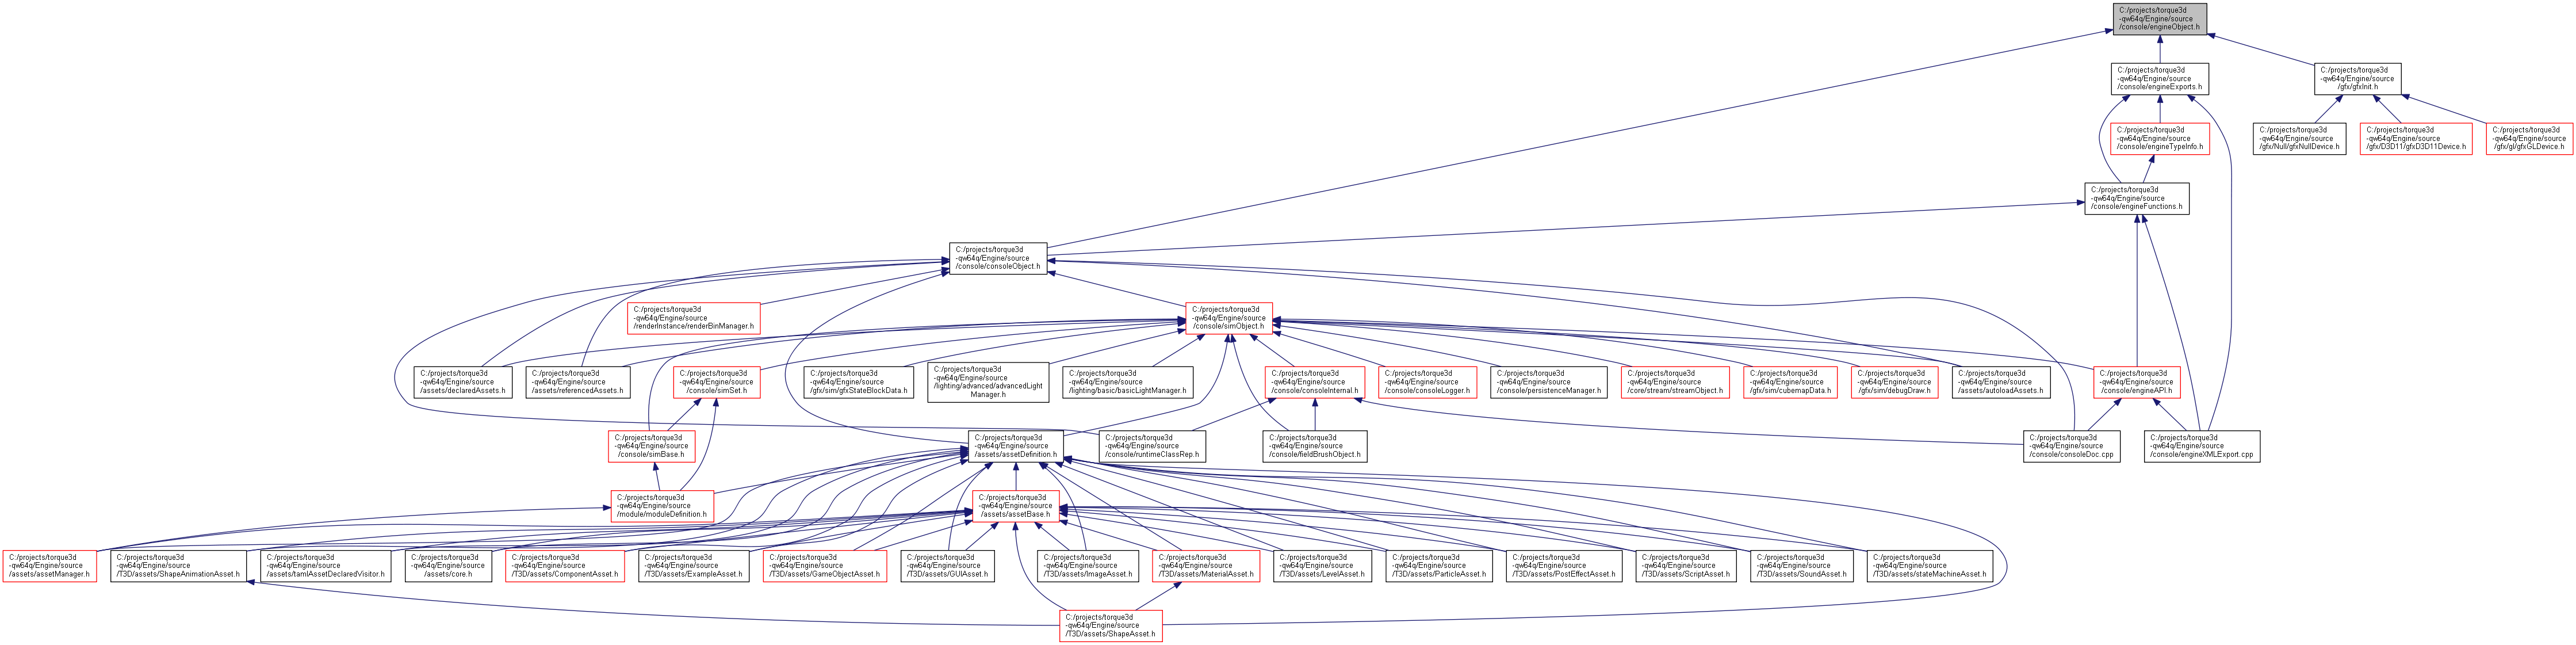 C:/projects/torque3d
-qw64q/Engine/source
/console/engineObject.h
C:/projects/torque3d
-qw64q/Engine/source
/console/engineExports.h
C:/projects/torque3d
-qw64q/Engine/source
/gfx/gfxInit.h
C:/projects/torque3d
-qw64q/Engine/source
/console/engineTypeInfo.h
C:/projects/torque3d
-qw64q/Engine/source
/gfx/Null/gfxNullDevice.h
C:/projects/torque3d
-qw64q/Engine/source
/gfx/D3D11/gfxD3D11Device.h
C:/projects/torque3d
-qw64q/Engine/source
/gfx/gl/gfxGLDevice.h
C:/projects/torque3d
-qw64q/Engine/source
/console/engineFunctions.h
C:/projects/torque3d
-qw64q/Engine/source
/console/consoleObject.h
C:/projects/torque3d
-qw64q/Engine/source
/renderInstance/renderBinManager.h
C:/projects/torque3d
-qw64q/Engine/source
/console/simObject.h
C:/projects/torque3d
-qw64q/Engine/source
/assets/declaredAssets.h
C:/projects/torque3d
-qw64q/Engine/source
/assets/referencedAssets.h
C:/projects/torque3d
-qw64q/Engine/source
/console/simSet.h
C:/projects/torque3d
-qw64q/Engine/source
/gfx/sim/gfxStateBlockData.h
C:/projects/torque3d
-qw64q/Engine/source
/lighting/advanced/advancedLight
Manager.h
C:/projects/torque3d
-qw64q/Engine/source
/lighting/basic/basicLightManager.h
C:/projects/torque3d
-qw64q/Engine/source
/console/consoleInternal.h
C:/projects/torque3d
-qw64q/Engine/source
/console/consoleLogger.h
C:/projects/torque3d
-qw64q/Engine/source
/console/persistenceManager.h
C:/projects/torque3d
-qw64q/Engine/source
/core/stream/streamObject.h
C:/projects/torque3d
-qw64q/Engine/source
/gfx/sim/cubemapData.h
C:/projects/torque3d
-qw64q/Engine/source
/gfx/sim/debugDraw.h
C:/projects/torque3d
-qw64q/Engine/source
/assets/autoloadAssets.h
C:/projects/torque3d
-qw64q/Engine/source
/console/engineAPI.h
C:/projects/torque3d
-qw64q/Engine/source
/console/simBase.h
C:/projects/torque3d
-qw64q/Engine/source
/assets/assetDefinition.h
C:/projects/torque3d
-qw64q/Engine/source
/console/runtimeClassRep.h
C:/projects/torque3d
-qw64q/Engine/source
/console/fieldBrushObject.h
C:/projects/torque3d
-qw64q/Engine/source
/console/consoleDoc.cpp
C:/projects/torque3d
-qw64q/Engine/source
/console/engineXMLExport.cpp
C:/projects/torque3d
-qw64q/Engine/source
/module/moduleDefinition.h
C:/projects/torque3d
-qw64q/Engine/source
/assets/assetBase.h
C:/projects/torque3d
-qw64q/Engine/source
/assets/assetManager.h
C:/projects/torque3d
-qw64q/Engine/source
/T3D/assets/ShapeAnimationAsset.h
C:/projects/torque3d
-qw64q/Engine/source
/assets/tamlAssetDeclaredVisitor.h
C:/projects/torque3d
-qw64q/Engine/source
/assets/core.h
C:/projects/torque3d
-qw64q/Engine/source
/T3D/assets/ComponentAsset.h
C:/projects/torque3d
-qw64q/Engine/source
/T3D/assets/ExampleAsset.h
C:/projects/torque3d
-qw64q/Engine/source
/T3D/assets/GameObjectAsset.h
C:/projects/torque3d
-qw64q/Engine/source
/T3D/assets/GUIAsset.h
C:/projects/torque3d
-qw64q/Engine/source
/T3D/assets/ImageAsset.h
C:/projects/torque3d
-qw64q/Engine/source
/T3D/assets/MaterialAsset.h
C:/projects/torque3d
-qw64q/Engine/source
/T3D/assets/LevelAsset.h
C:/projects/torque3d
-qw64q/Engine/source
/T3D/assets/ParticleAsset.h
C:/projects/torque3d
-qw64q/Engine/source
/T3D/assets/PostEffectAsset.h
C:/projects/torque3d
-qw64q/Engine/source
/T3D/assets/ScriptAsset.h
C:/projects/torque3d
-qw64q/Engine/source
/T3D/assets/SoundAsset.h
C:/projects/torque3d
-qw64q/Engine/source
/T3D/assets/stateMachineAsset.h
C:/projects/torque3d
-qw64q/Engine/source
/T3D/assets/ShapeAsset.h